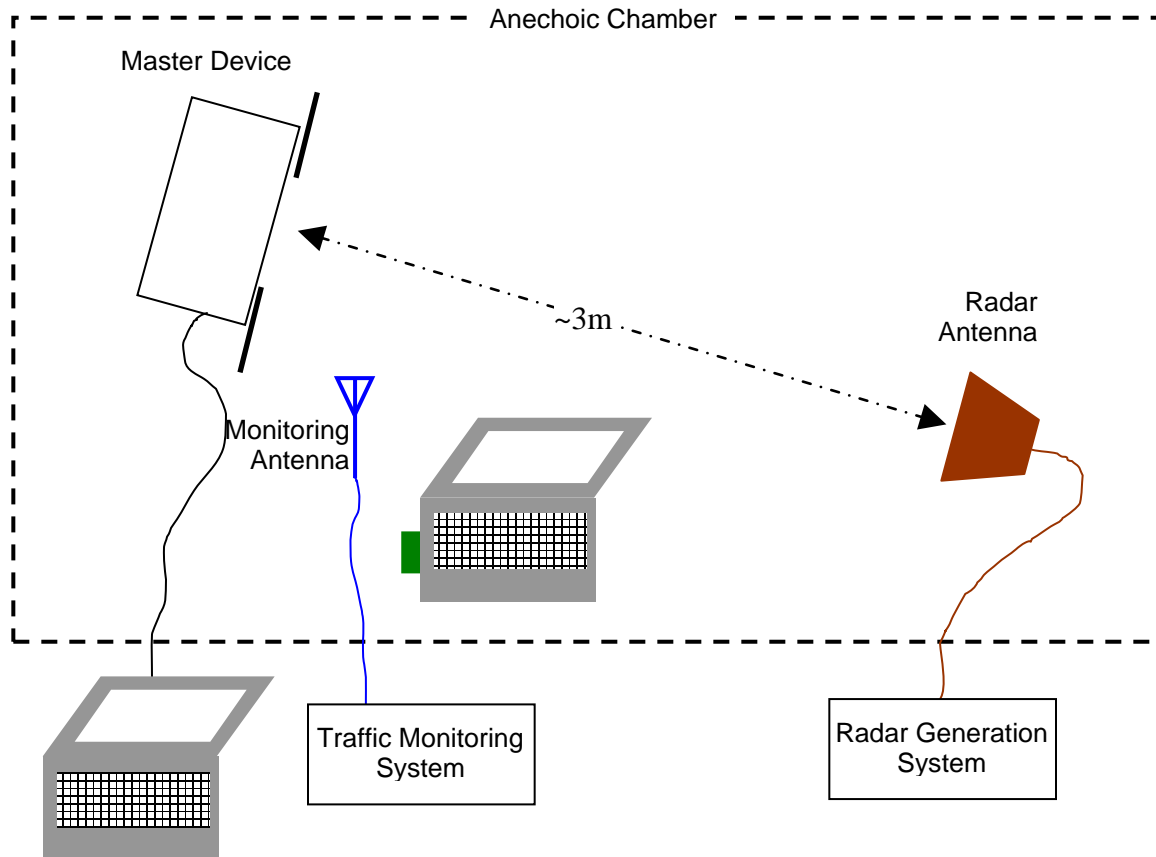 Anechoic Chamber
Master Device
~3m
Radar
Antenna
Monitoring
Antenna
Traffic Monitoring
System
Radar Generation
System